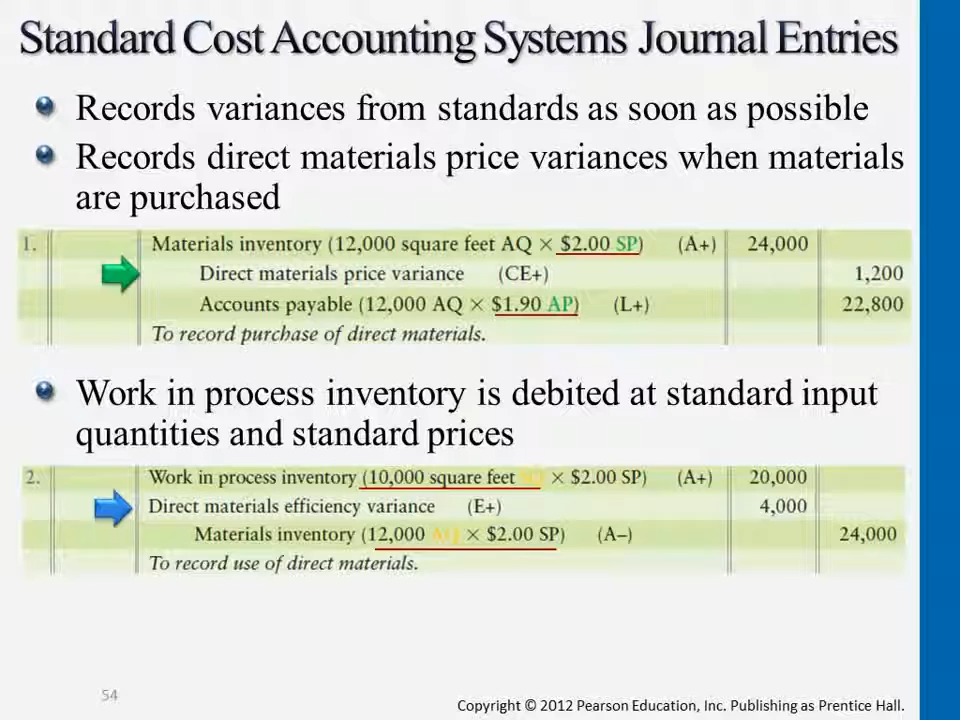 Standard Cost Accounting Systems Journal Entries
Records variances from standards as soon as possible
Records direct materials price variances when materials
are purchased
1. Materials inventory (12,000 square feet AQ × $2.00 SP) (A+) 24,000
Direct materials price variance (CE+) 1,200
Accounts payable (12,000 AQ × $1.90 AP) (L+) 22,800
To record purchase of direct materials.
Work in process inventory is debited at standard input
quantities and standard prices
2. Work in process inventory (10,000 square feet × $2.00 SP) (A+) 20,000
Direct materials efficiency variance (E+) 4,000
Materials inventory (12,000 AQ × $2.00 SP) (A–) 24,000
To record use of direct materials.
54
Copyright © 2012 Pearson Education, Inc. Publishing as Prentice Hall.